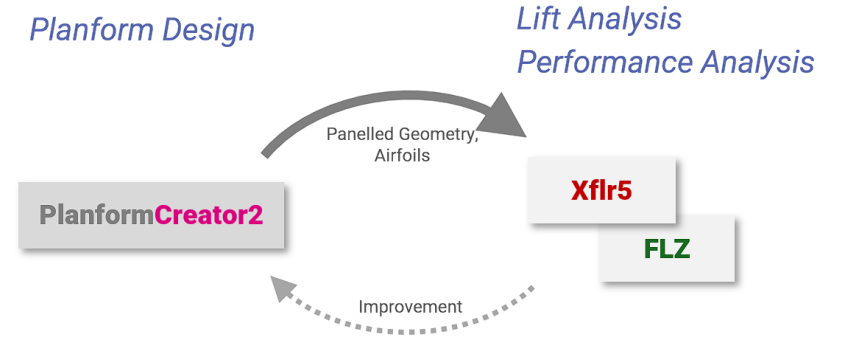 Planform Design
Lift Analysis
Performance Analysis
Panelled Geometry,
Airfoils
Xflr5
PlanformCreator2
FLZ
Improvement